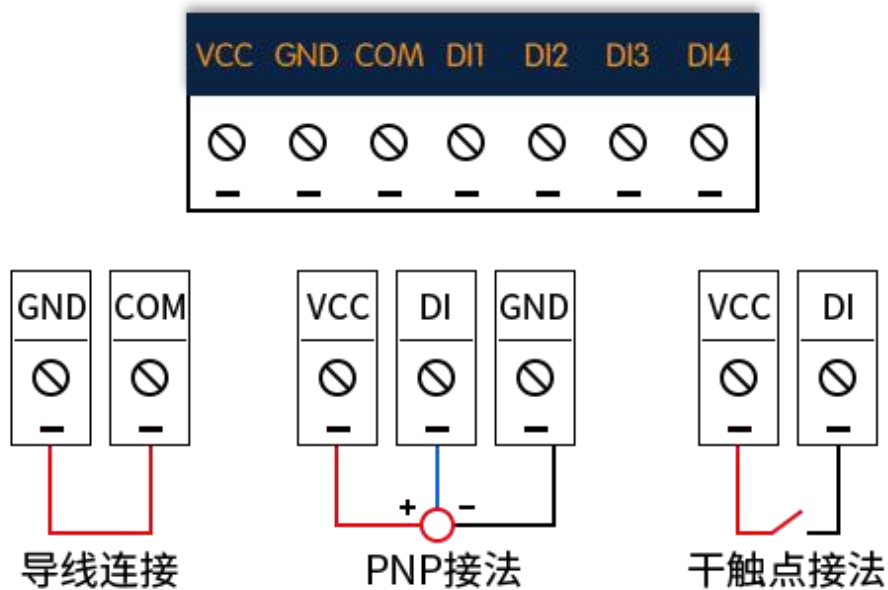 VCC GND COM DI1 DI2 DI3 DI4
GND COM
VCC DI GND
VCC DI
+ −
导线连接
PNP接法
干触点接法